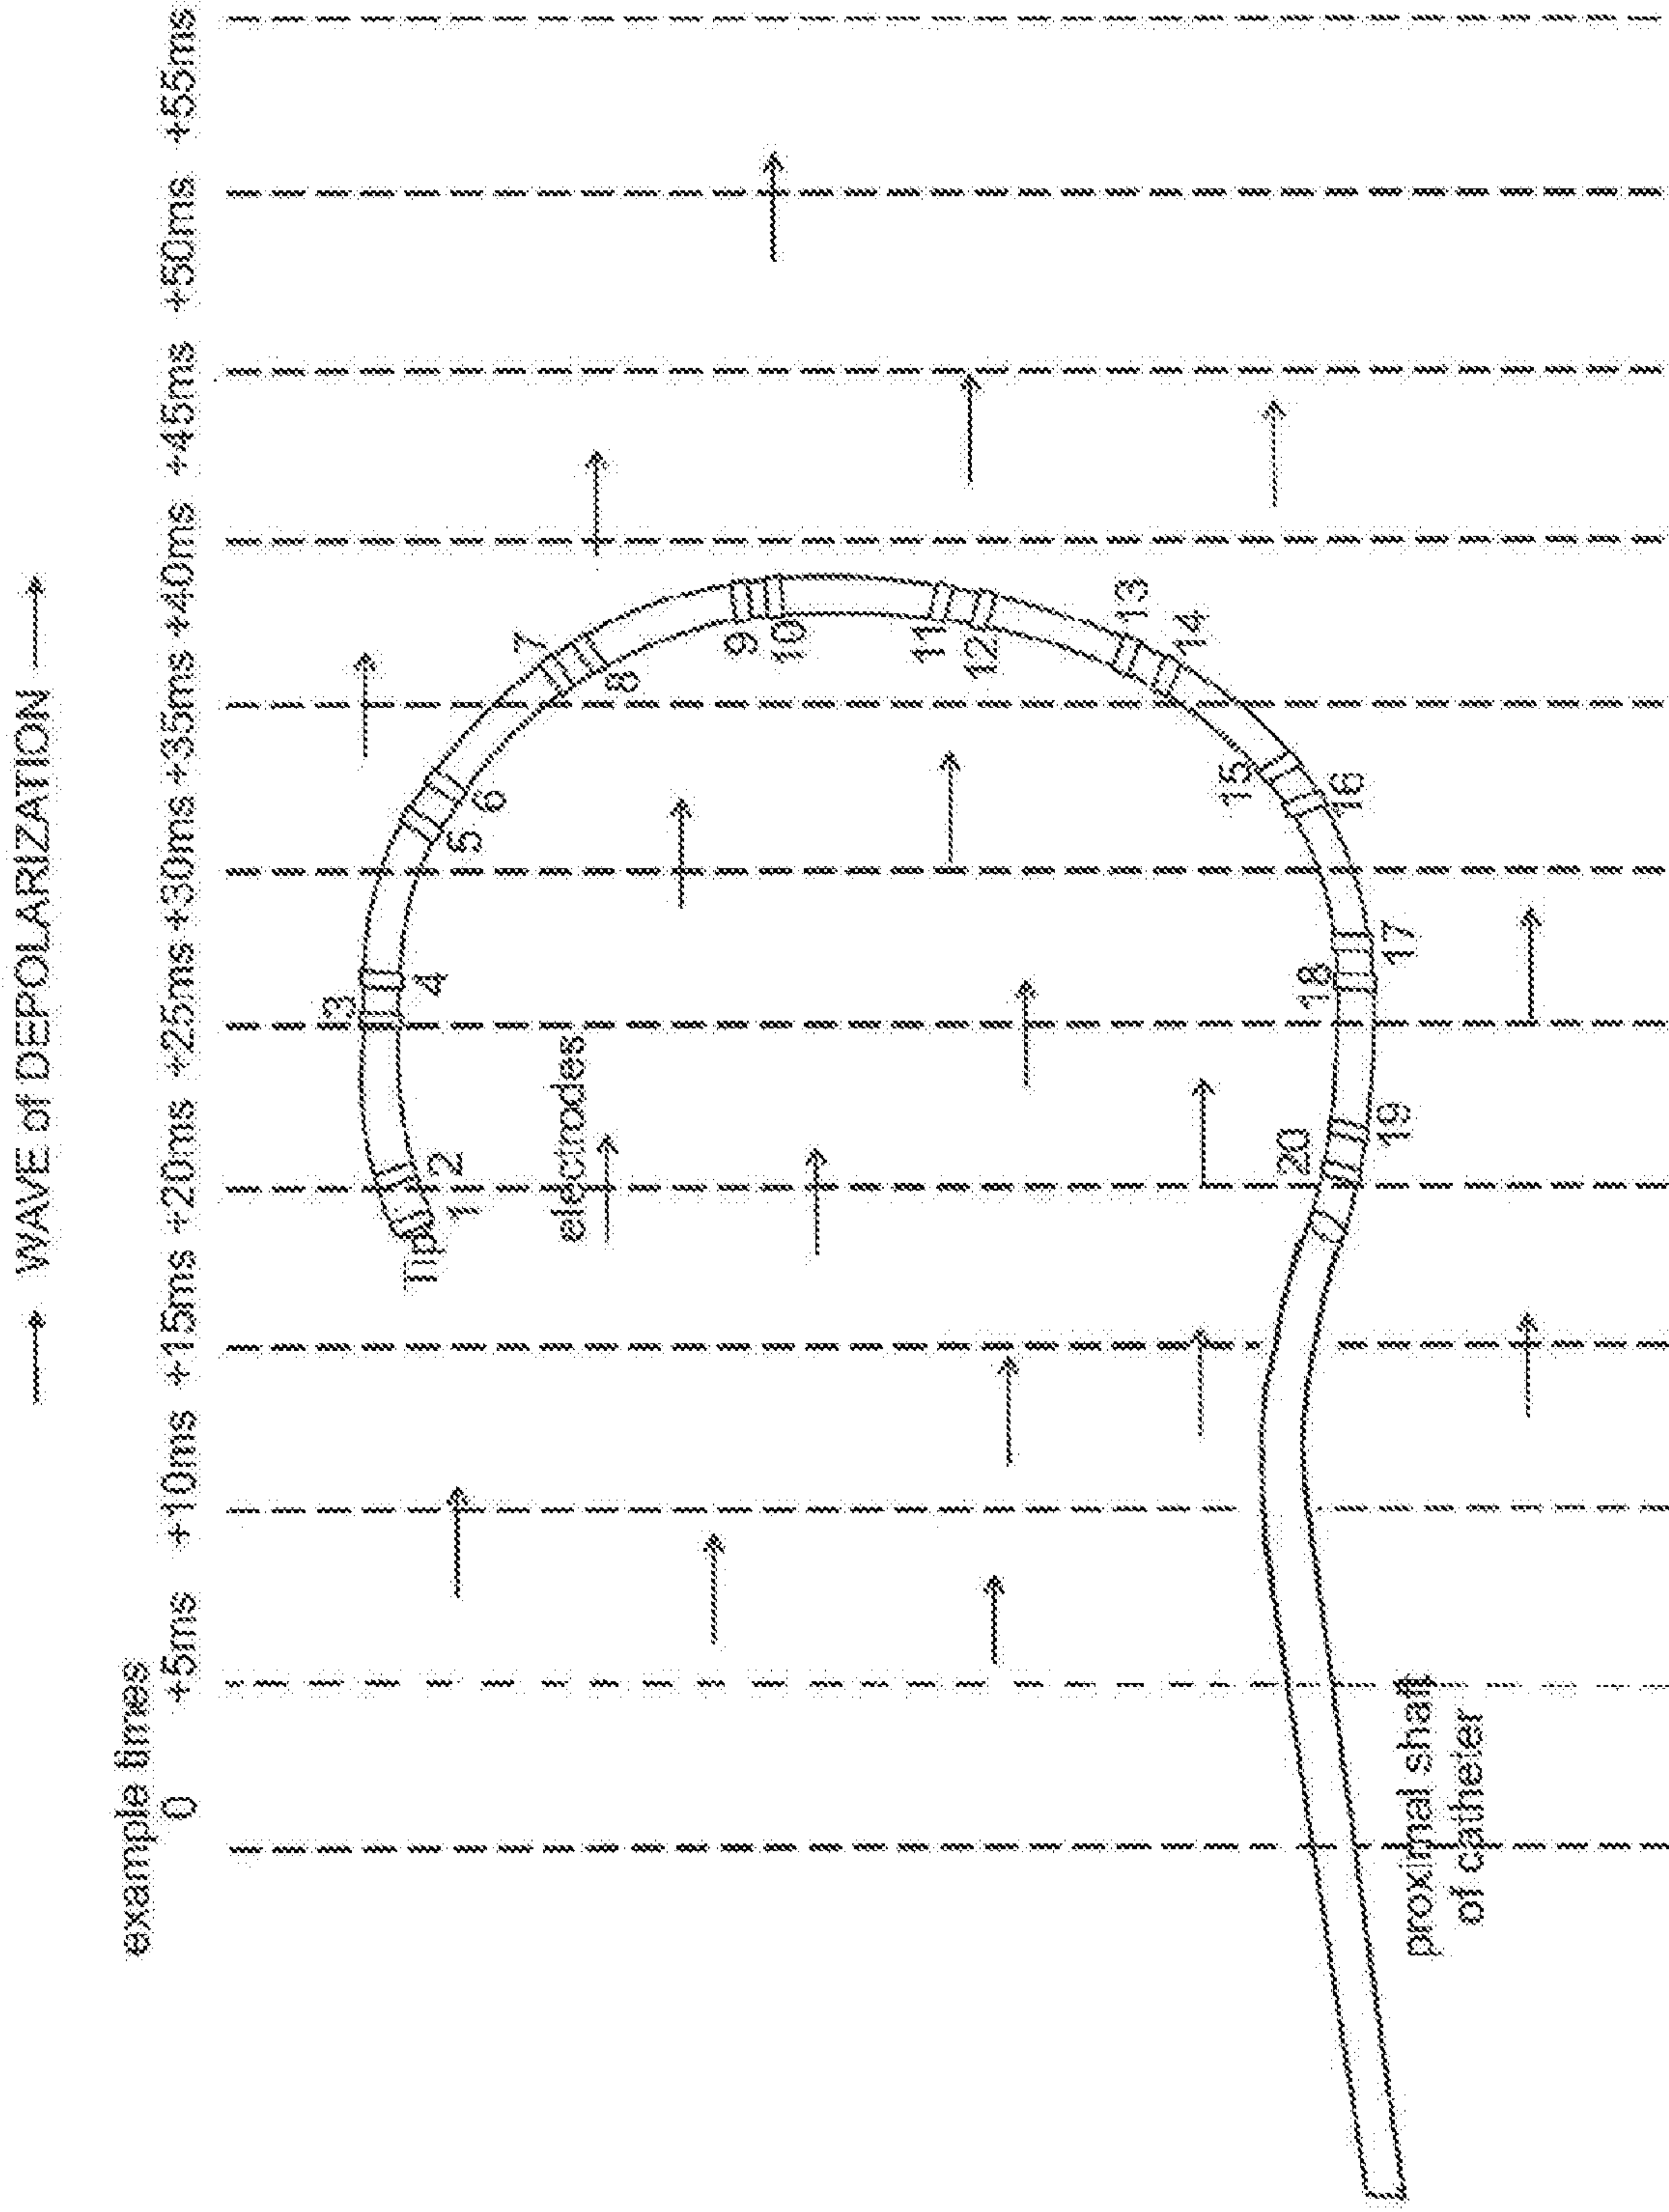 WAVE of DEPOLARIZATION
example times
0 +5ms +10ms +15ms +20ms +25ms +30ms +35ms +40ms +45ms +50ms +55ms
3
4
5
6
7
8
9
10
11
12
13
14
15
16
17
18
19
20
Tip
1
2
electrodes
proximal shaft
of catheter